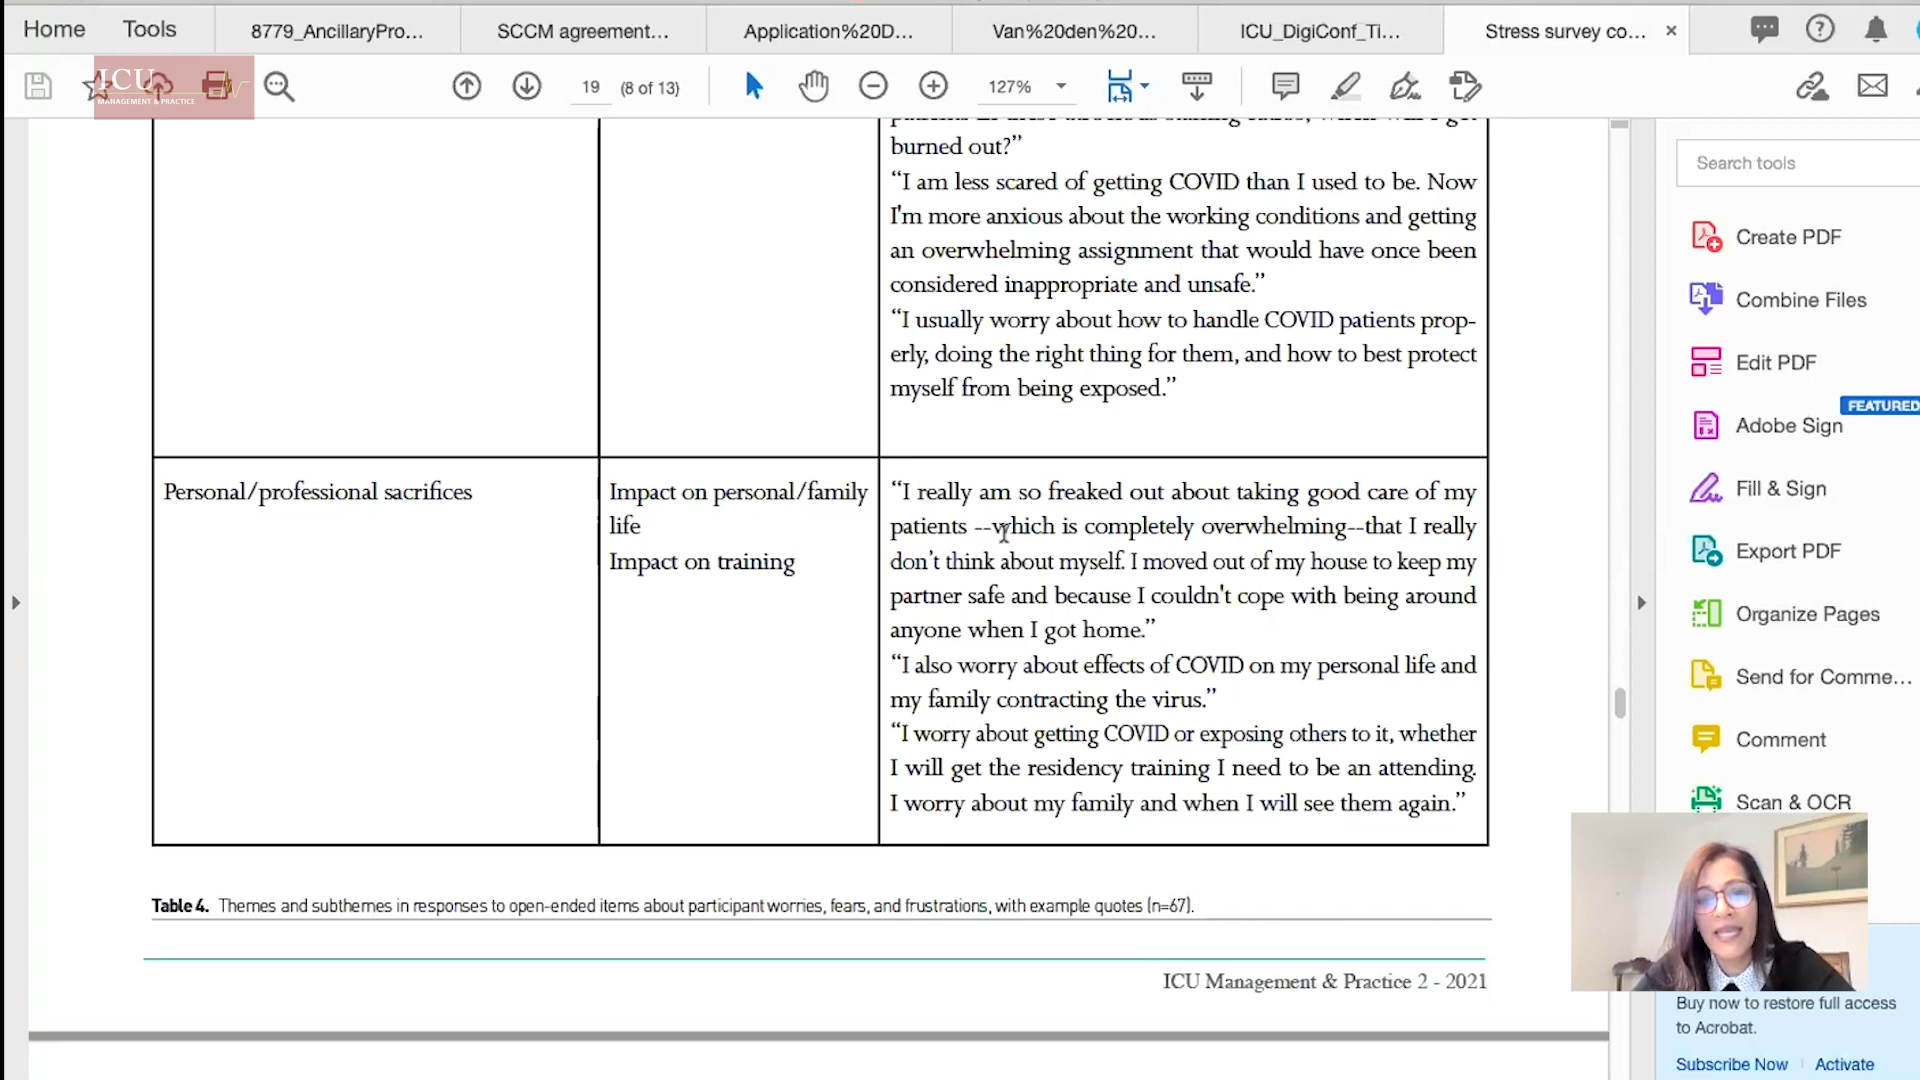 Home
Tools
8779_AncillaryPro...
SCCM agreement...
Application%20D...
Van%20den%20...
ICU_DigiConf_Ti...
Stress survey co...
ICU
MANAGEMENT & PRACTICE
19
(8 of 13)
127%
burned out?”
“I am less scared of getting COVID than I used to be. Now
I'm more anxious about the working conditions and getting
an overwhelming assignment that would have once been
considered inappropriate and unsafe.”
“I usually worry about how to handle COVID patients prop-
erly, doing the right thing for them, and how to best protect
myself from being exposed.”
Personal/professional sacrifices
Impact on personal/family
life
Impact on training
“I really am so freaked out about taking good care of my
patients --which is completely overwhelming--that I really
don’t think about myself. I moved out of my house to keep my
partner safe and because I couldn't cope with being around
anyone when I got home.”
“I also worry about effects of COVID on my personal life and
my family contracting the virus.”
“I worry about getting COVID or exposing others to it, whether
I will get the residency training I need to be an attending.
I worry about my family and when I will see them again.”
Table 4. Themes and subthemes in responses to open-ended items about participant worries, fears, and frustrations, with example quotes (n=67).
ICU Management & Practice 2 - 2021
Search tools
Create PDF
Combine Files
Edit PDF
FEATURED
Adobe Sign
Fill & Sign
Export PDF
Organize Pages
Send for Comme...
Comment
Scan & OCR
Buy now to restore full access
to Acrobat.
Subscribe Now
Activate